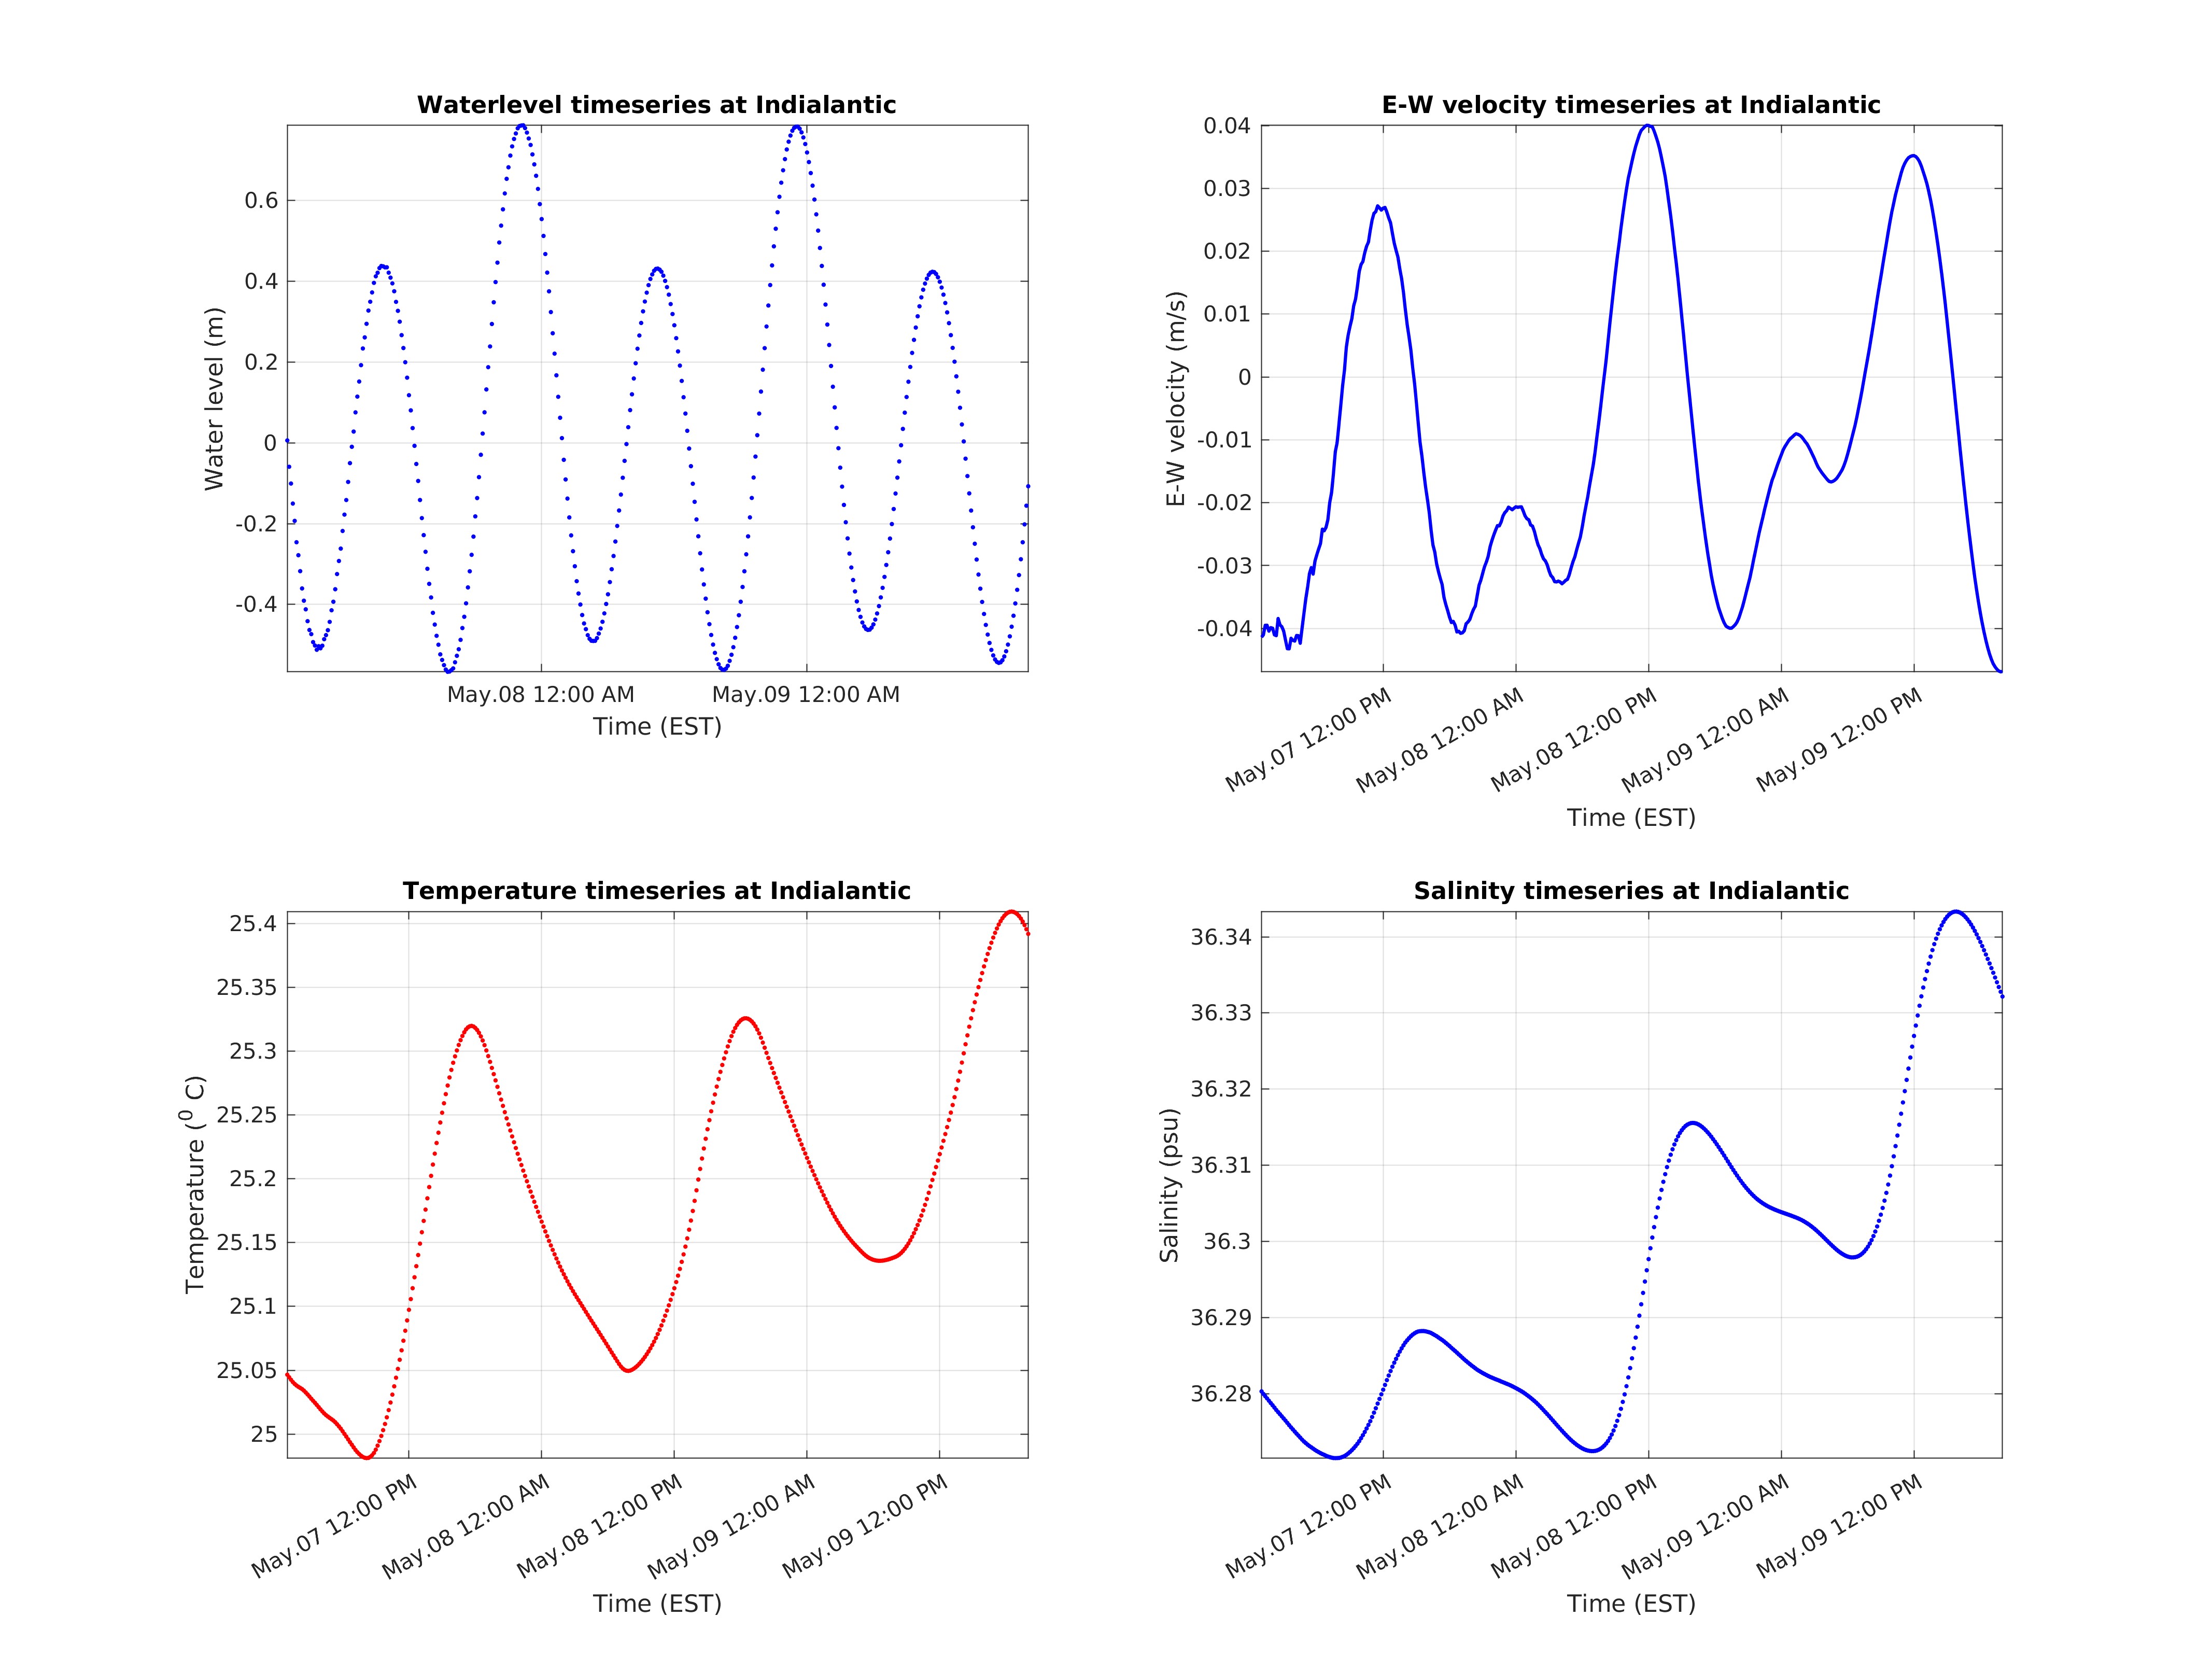 Waterlevel timeseries at Indialantic
0.6
0.4
0.2
0
-0.2
-0.4
Water level (m)
May.08 12:00 AM
May.09 12:00 AM
Time (EST)
E-W velocity timeseries at Indialantic
0.04
0.03
0.02
0.01
0
-0.01
-0.02
-0.03
-0.04
E-W velocity (m/s)
May.07 12:00 PM
May.08 12:00 AM
May.08 12:00 PM
May.09 12:00 AM
May.09 12:00 PM
Time (EST)
Temperature timeseries at Indialantic
25.4
25.35
25.3
25.25
25.2
25.15
25.1
25.05
25
Temperature (⁰ C)
May.07 12:00 PM
May.08 12:00 AM
May.08 12:00 PM
May.09 12:00 AM
May.09 12:00 PM
Time (EST)
Salinity timeseries at Indialantic
36.34
36.33
36.32
36.31
36.3
36.29
36.28
Salinity (psu)
May.07 12:00 PM
May.08 12:00 AM
May.08 12:00 PM
May.09 12:00 AM
May.09 12:00 PM
Time (EST)